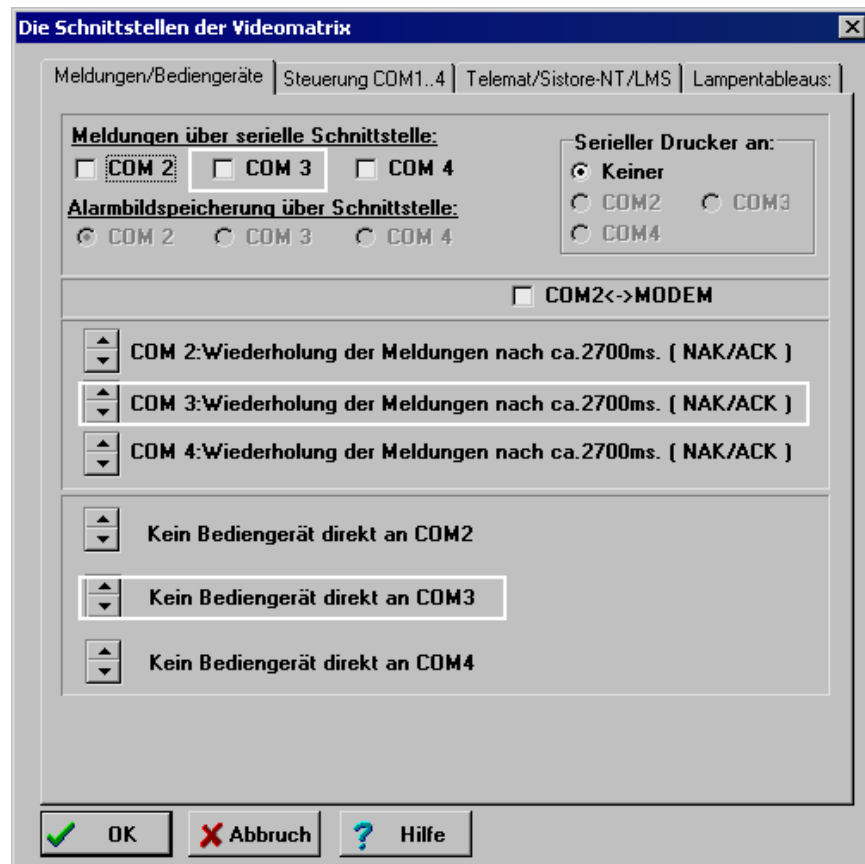 Die Schnittstellen der Videomatrix
Meldungen/Bediengeräte
Steuerung COM1..4
Telemat/Sistore-NT/LMS
Lampentableaus:
Meldungen über serielle Schnittstelle:
COM 2
COM 3
COM 4
Alarmbildspeicherung über Schnittstelle:
COM 2
COM 3
COM 4
Serieller Drucker an:
Keiner
COM2
COM3
COM4
COM2<->MODEM
COM 2:Wiederholung der Meldungen nach ca.2700ms. ( NAK/ACK )
COM 3:Wiederholung der Meldungen nach ca.2700ms. ( NAK/ACK )
COM 4:Wiederholung der Meldungen nach ca.2700ms. ( NAK/ACK )
Kein Bediengerät direkt an COM2
Kein Bediengerät direkt an COM3
Kein Bediengerät direkt an COM4
OK
Abbruch
Hilfe